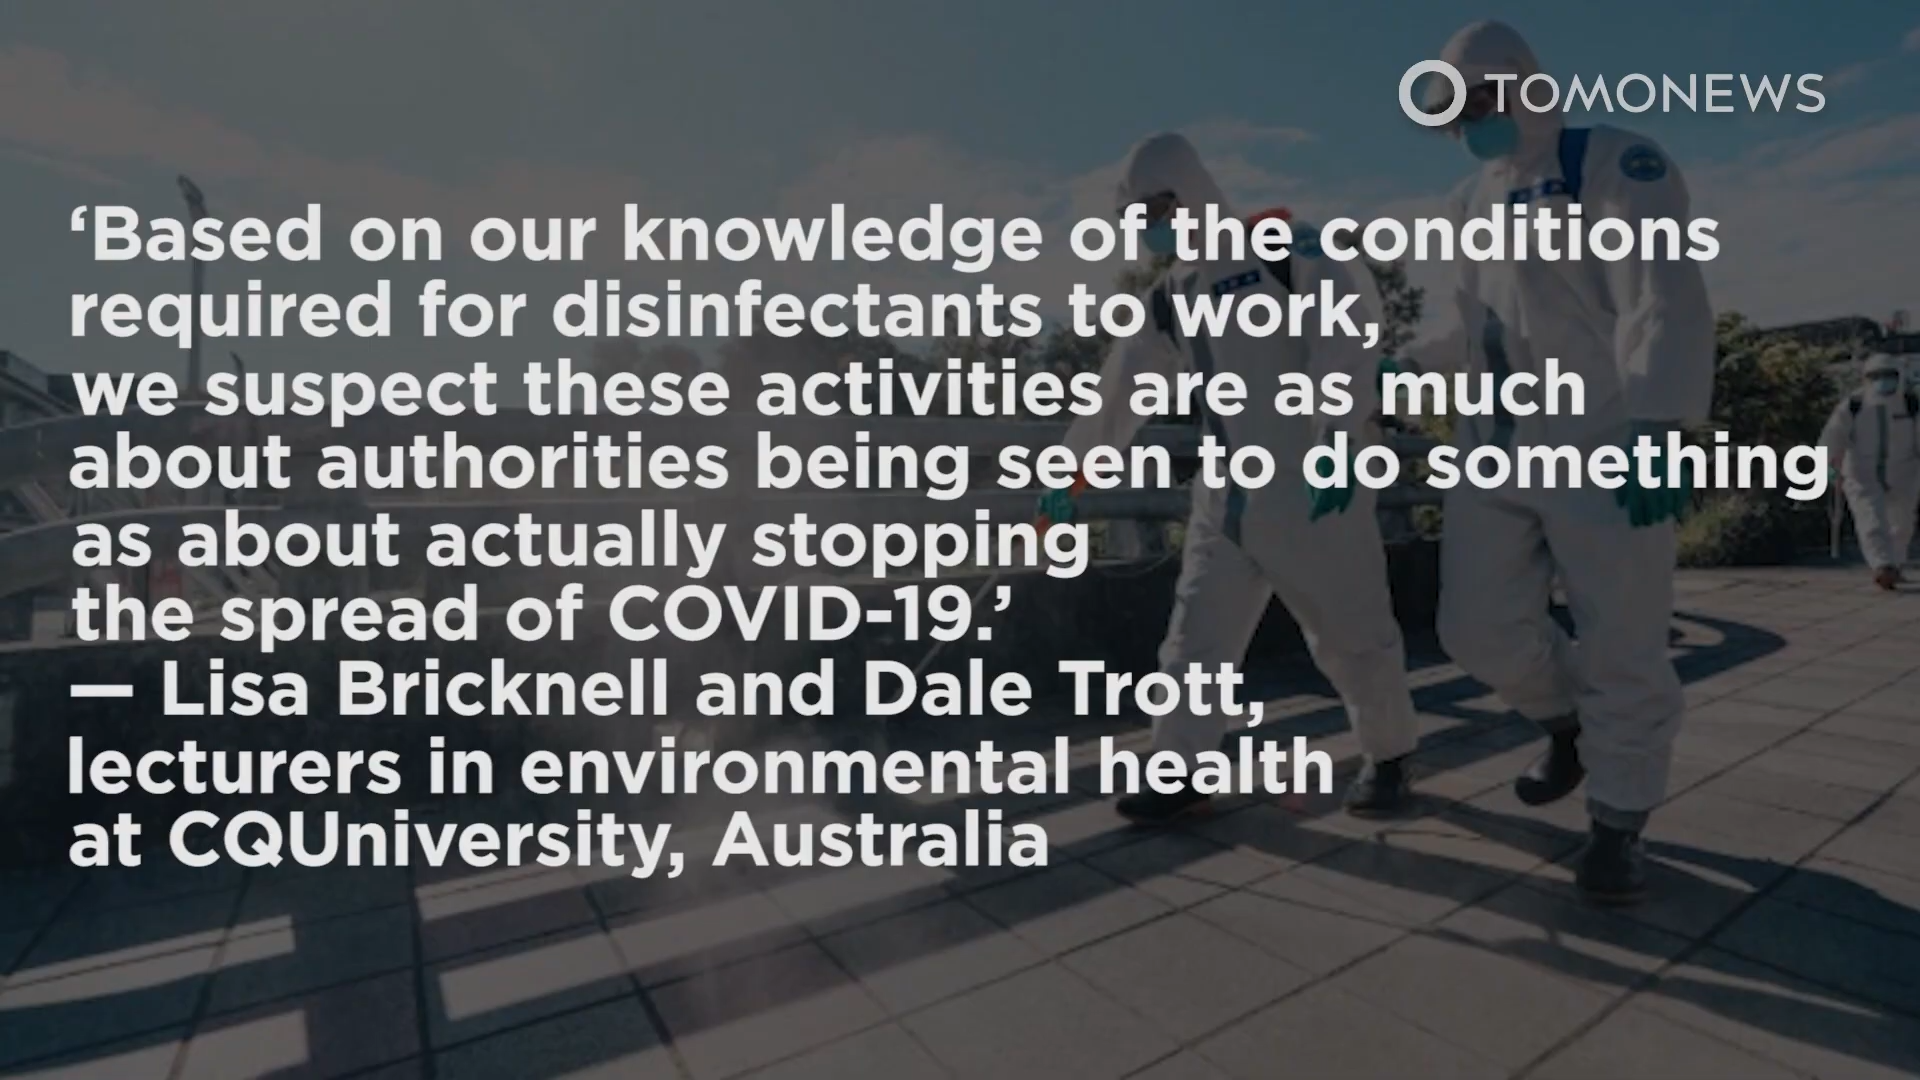 TOMONEWS
‘Based on our knowledge of the conditions
required for disinfectants to work,
we suspect these activities are as much
about authorities being seen to do something
as about actually stopping
the spread of COVID-19.’
— Lisa Bricknell and Dale Trott,
lecturers in environmental health
at CQUniversity, Australia